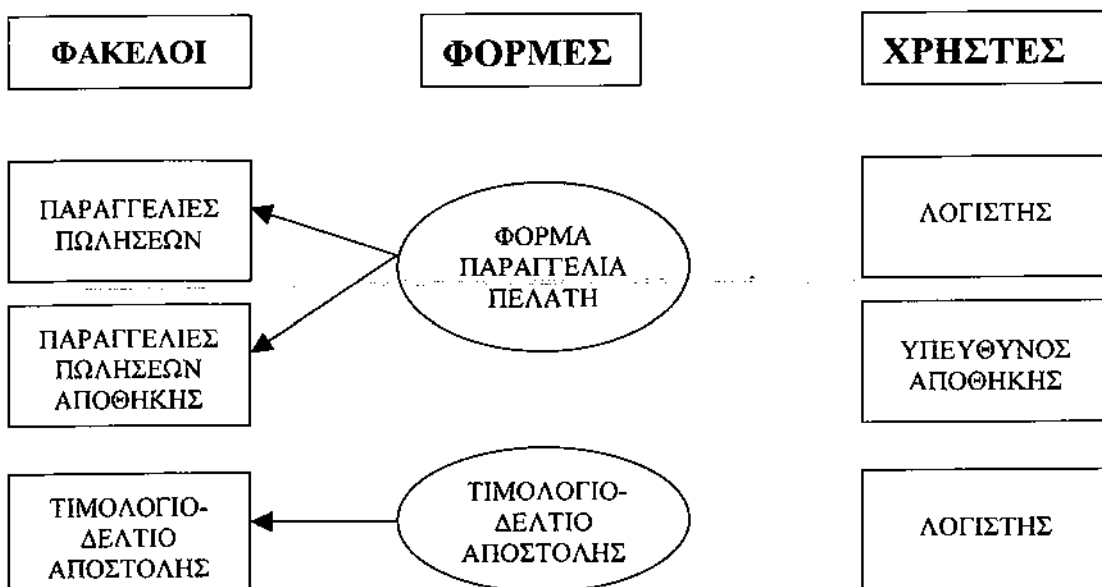 ΦΑΚΕΛΟΙ
ΦΟΡΜΕΣ
ΧΡΗΣΤΕΣ
ΠΑΡΑΓΓΕΛΙΕΣ
ΠΩΛΗΣΕΩΝ
ΦΟΡΜΑ
ΠΑΡΑΓΓΕΛΙΑ
ΠΕΛΑΤΗ
ΛΟΓΙΣΤΗΣ
ΠΑΡΑΓΓΕΛΙΕΣ
ΠΩΛΗΣΕΩΝ
ΑΠΟΘΗΚΗΣ
ΥΠΕΥΘΥΝΟΣ
ΑΠΟΘΗΚΗΣ
ΤΙΜΟΛΟΓΙΟ-
ΔΕΛΤΙΟ
ΑΠΟΣΤΟΛΗΣ
ΤΙΜΟΛΟΓΙΟ-
ΔΕΛΤΙΟ
ΑΠΟΣΤΟΛΗΣ
ΛΟΓΙΣΤΗΣ